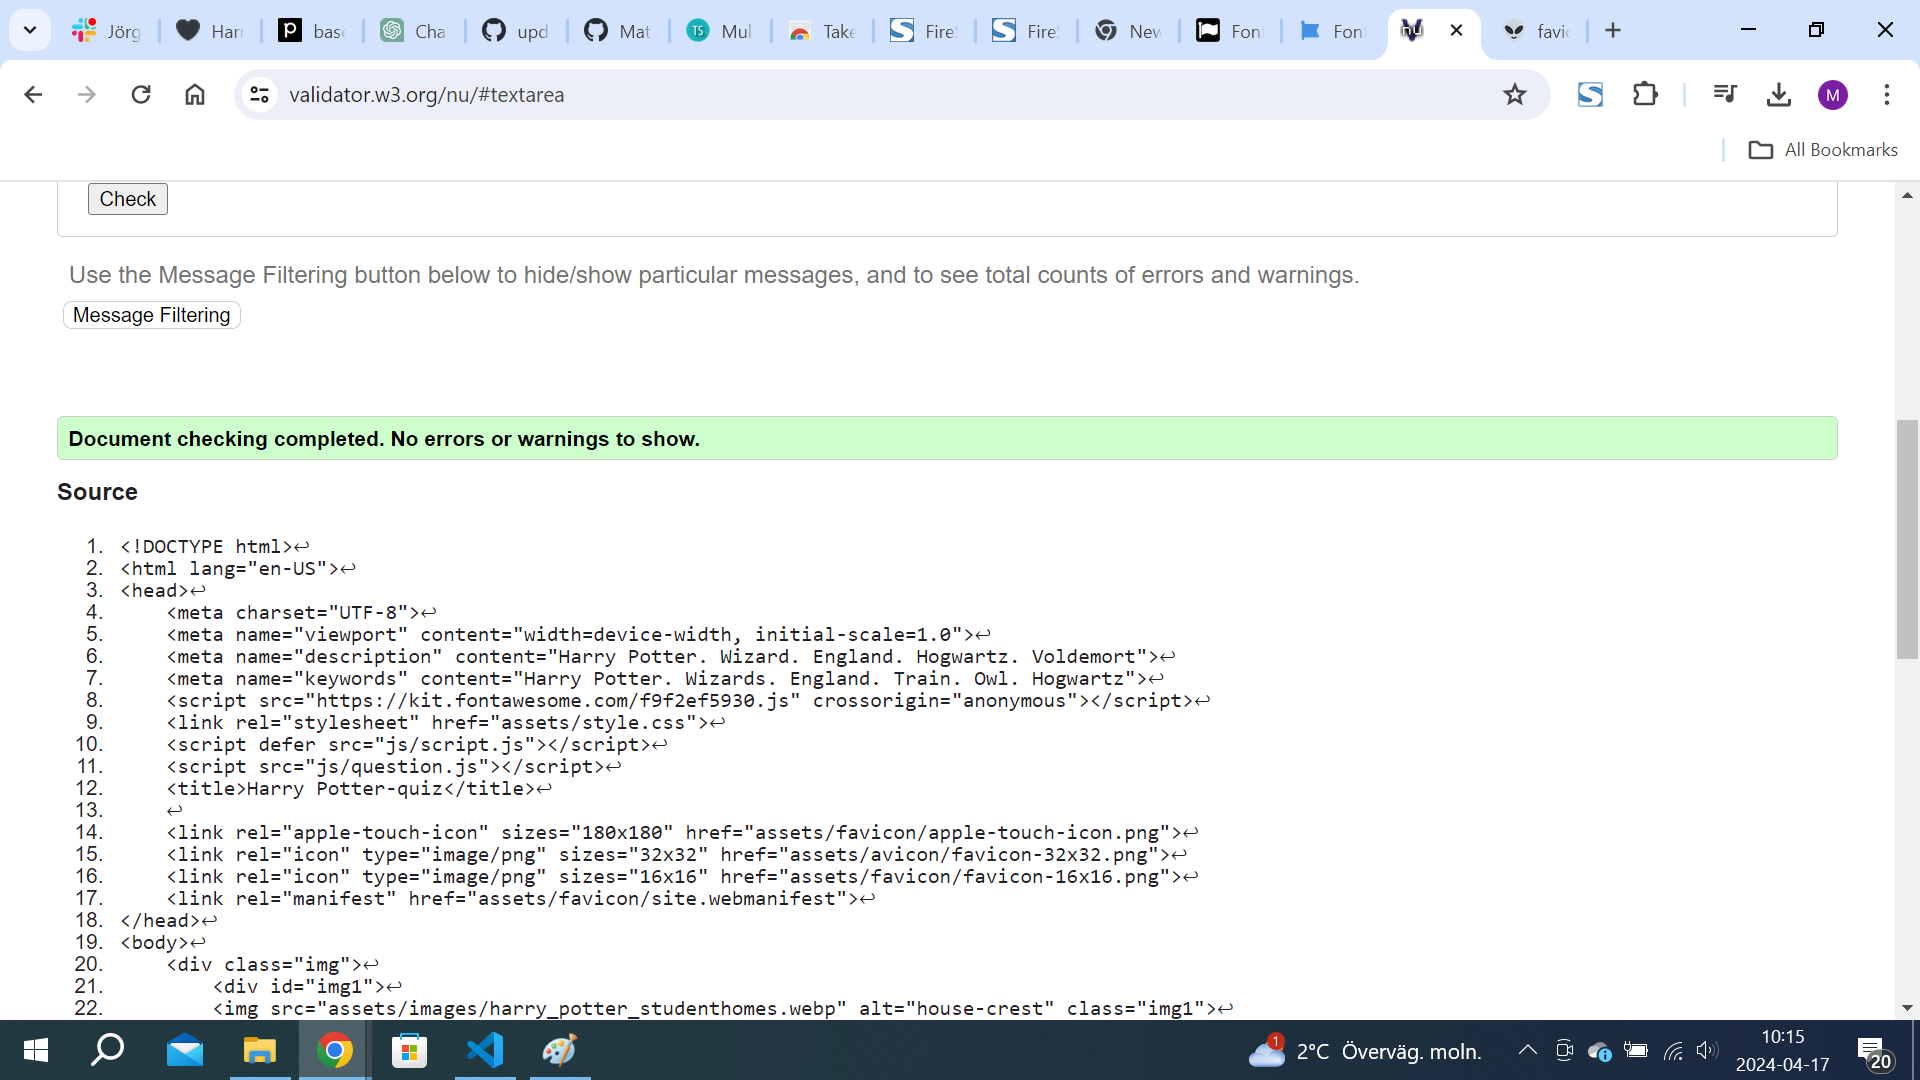 Jörg
Harr
base
Cha
upd
Mat
TS
Mul
Take
FireS
FireS
New
Font
Font
favic
validator.w3.org/nu/#textarea
M
All Bookmarks
Check
Use the Message Filtering button below to hide/show particular messages, and to see total counts of errors and warnings.
Message Filtering
Document checking completed. No errors or warnings to show.
Source
1. <!DOCTYPE html>↩
2. <html lang="en-US">↩
3. <head>↩
4. <meta charset="UTF-8">↩
5. <meta name="viewport" content="width=device-width, initial-scale=1.0">↩
6. <meta name="description" content="Harry Potter. Wizard. England. Hogwartz. Voldemort">↩
7. <meta name="keywords" content="Harry Potter. Wizards. England. Train. Owl. Hogwartz">↩
8. <script src="https://kit.fontawesome.com/f9f2ef5930.js" crossorigin="anonymous"></script>↩
9. <link rel="stylesheet" href="assets/style.css">↩
10. <script defer src="js/script.js"></script>↩
11. <script src="js/question.js"></script>↩
12. <title>Harry Potter-quiz</title>↩
13. ↩
14. <link rel="apple-touch-icon" sizes="180x180" href="assets/favicon/apple-touch-icon.png">↩
15. <link rel="icon" type="image/png" sizes="32x32" href="assets/avicon/favicon-32x32.png">↩
16. <link rel="icon" type="image/png" sizes="16x16" href="assets/favicon/favicon-16x16.png">↩
17. <link rel="manifest" href="assets/favicon/site.webmanifest">↩
18. </head>↩
19. <body>↩
20. <div class="img">↩
21. <div id="img1">↩
22. <img src="assets/images/harry_potter_studenthomes.webp" alt="house-crest" class="img1">↩
1
2°C Överväg. moln.
10:15
2024-04-17
20